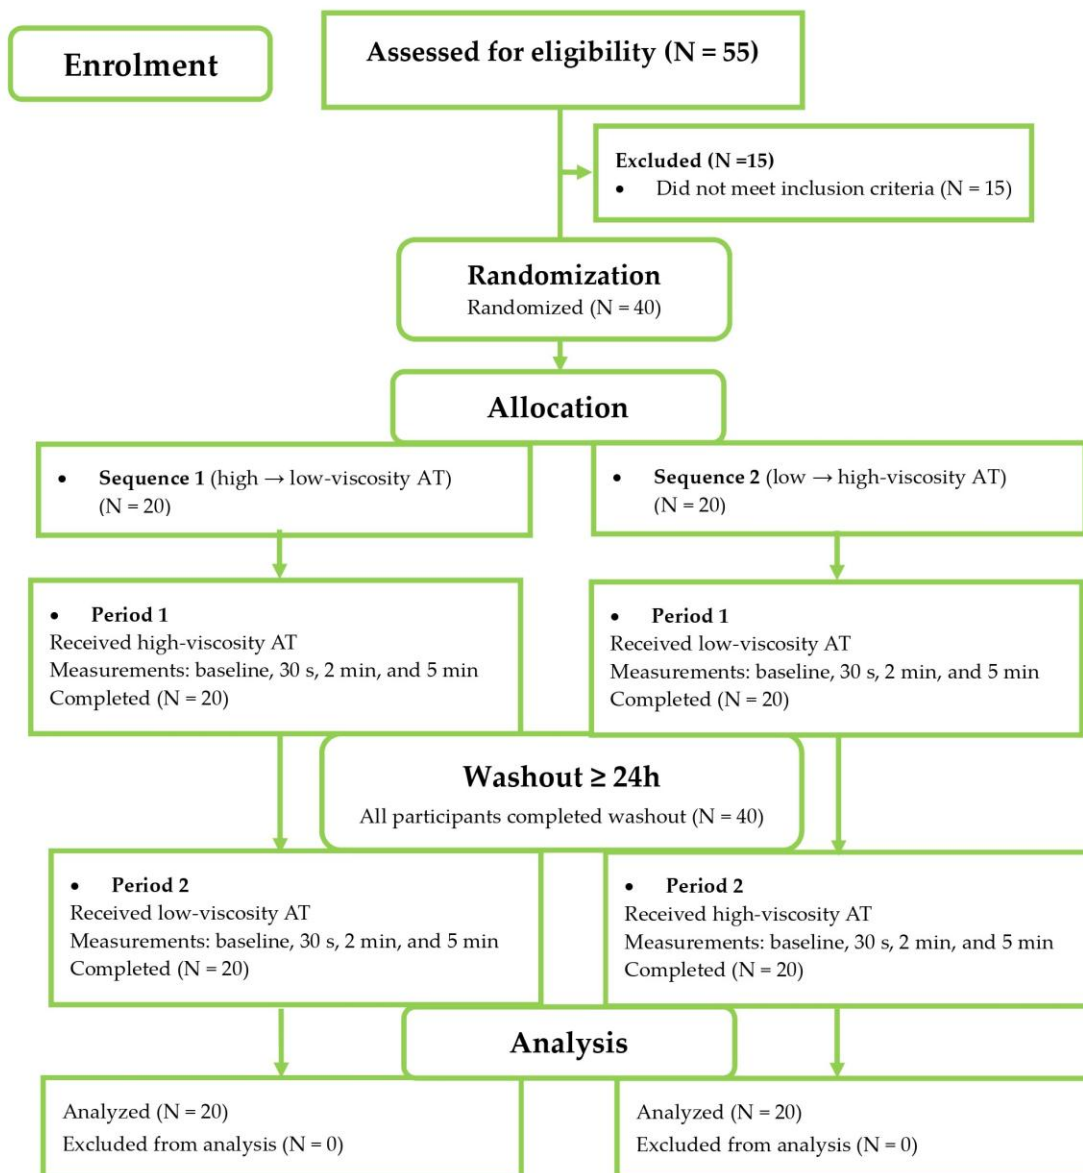 Enrolment
Assessed for eligibility (N = 55)
Excluded (N =15)
• Did not meet inclusion criteria (N = 15)
Randomization
Randomized (N = 40)
Allocation
• Sequence 1 (high → low-viscosity AT)
(N = 20)
• Sequence 2 (low → high-viscosity AT)
(N = 20)
• Period 1
Received high-viscosity AT
Measurements: baseline, 30 s, 2 min, and 5 min
Completed (N = 20)
• Period 1
Received low-viscosity AT
Measurements: baseline, 30 s, 2 min, and 5 min
Completed (N = 20)
Washout ≥ 24h
All participants completed washout (N = 40)
• Period 2
Received low-viscosity AT
Measurements: baseline, 30 s, 2 min, and 5 min
Completed (N = 20)
• Period 2
Received high-viscosity AT
Measurements: baseline, 30 s, 2 min, and 5 min
Completed (N = 20)
Analysis
Analyzed (N = 20)
Excluded from analysis (N = 0)
Analyzed (N = 20)
Excluded from analysis (N = 0)